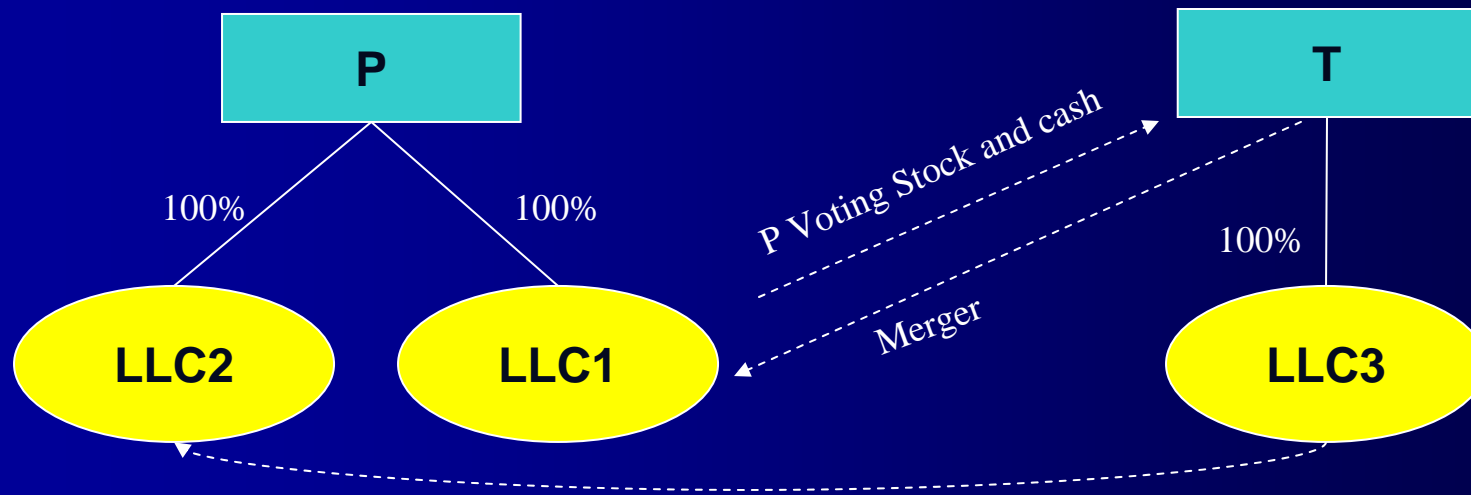 P
T
P Voting Stock and cash
100%
100%
100%
Merger
LLC2
LLC1
LLC3